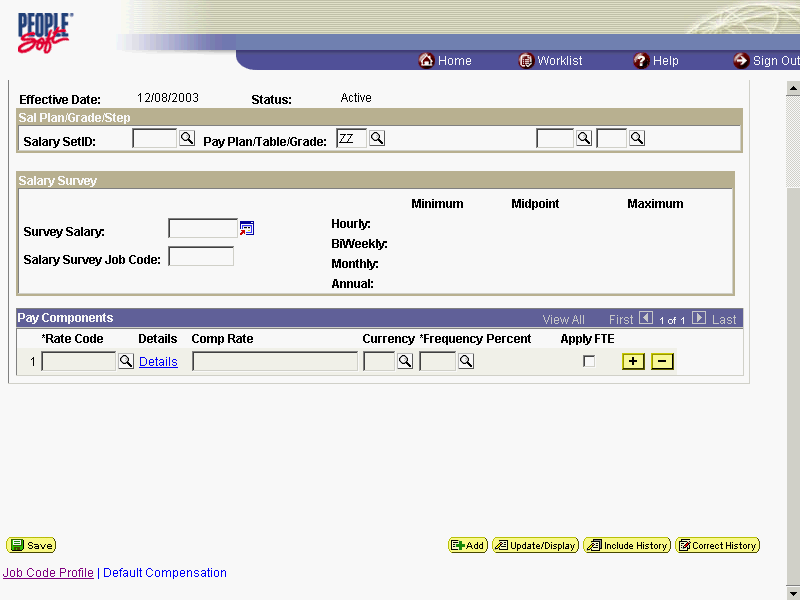 PEOPLE
Soft
Home Worklist Help Sign Out
Effective Date: 12/08/2003 Status: Active
Sal Plan/Grade/Step
Salary SetID: Pay Plan/Table/Grade: ZZ
Salary Survey
Minimum Midpoint Maximum
Hourly:
Survey Salary:
BiWeekly:
Salary Survey Job Code:
Monthly:
Annual:
Pay Components View All First 1 of 1 Last
*Rate Code Details Comp Rate Currency *Frequency Percent Apply FTE
1 Details + −
Save Add Update/Display Include History Correct History
Job Code Profile | Default Compensation